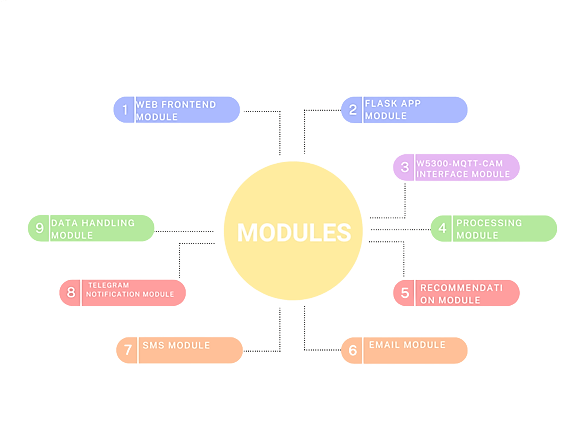 1 WEB FRONTEND
MODULE
2 FLASK APP
MODULE
3 W5300-MQTT-CAM
INTERFACE MODULE
MODULES
4 PROCESSING
MODULE
5 RECOMMENDATI
ON MODULE
6 EMAIL MODULE
7 SMS MODULE
8 TELEGRAM
NOTIFICATION MODULE
9 DATA HANDLING
MODULE